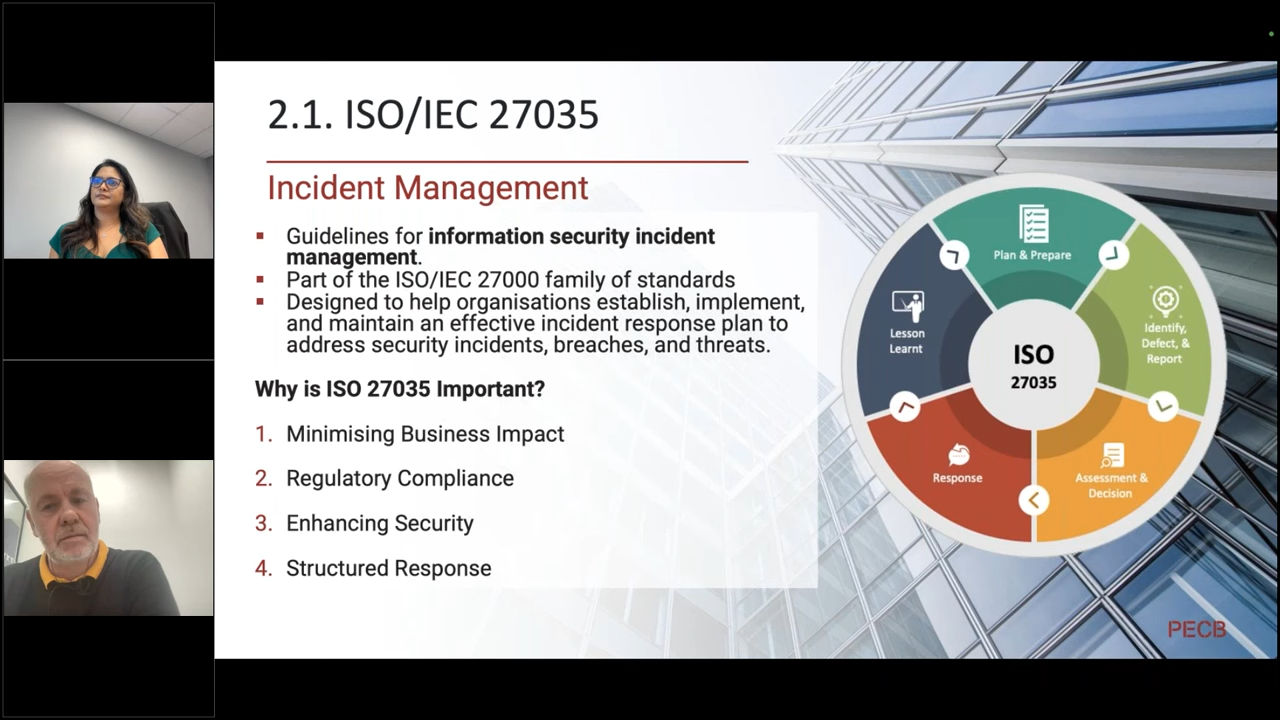 2.1. ISO/IEC 27035
Incident Management
▪ Guidelines for information security incident
management.
▪ Part of the ISO/IEC 27000 family of standards
▪ Designed to help organisations establish, implement,
and maintain an effective incident response plan to
address security incidents, breaches, and threats.
Why is ISO 27035 Important?
1. Minimising Business Impact
2. Regulatory Compliance
3. Enhancing Security
4. Structured Response
Plan & Prepare
Identify,
Defect, &
Report
Assessment &
Decision
Response
Lesson
Learnt
ISO
27035
PECB